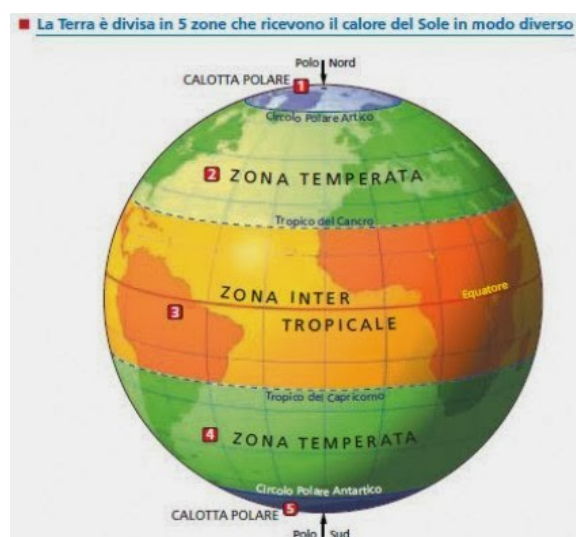 La Terra è divisa in 5 zone che ricevono il calore del Sole in modo diverso
Polo Nord
CALOTTA POLARE 1
Circolo Polare Artico
2 ZONA TEMPERATA
Tropico del Cancro
ZONA INTER
Equatore
3
TROPICALE
Tropico del Capricorno
4 ZONA TEMPERATA
Circolo Polare Antartico
CALOTTA POLARE 5
Polo Sud